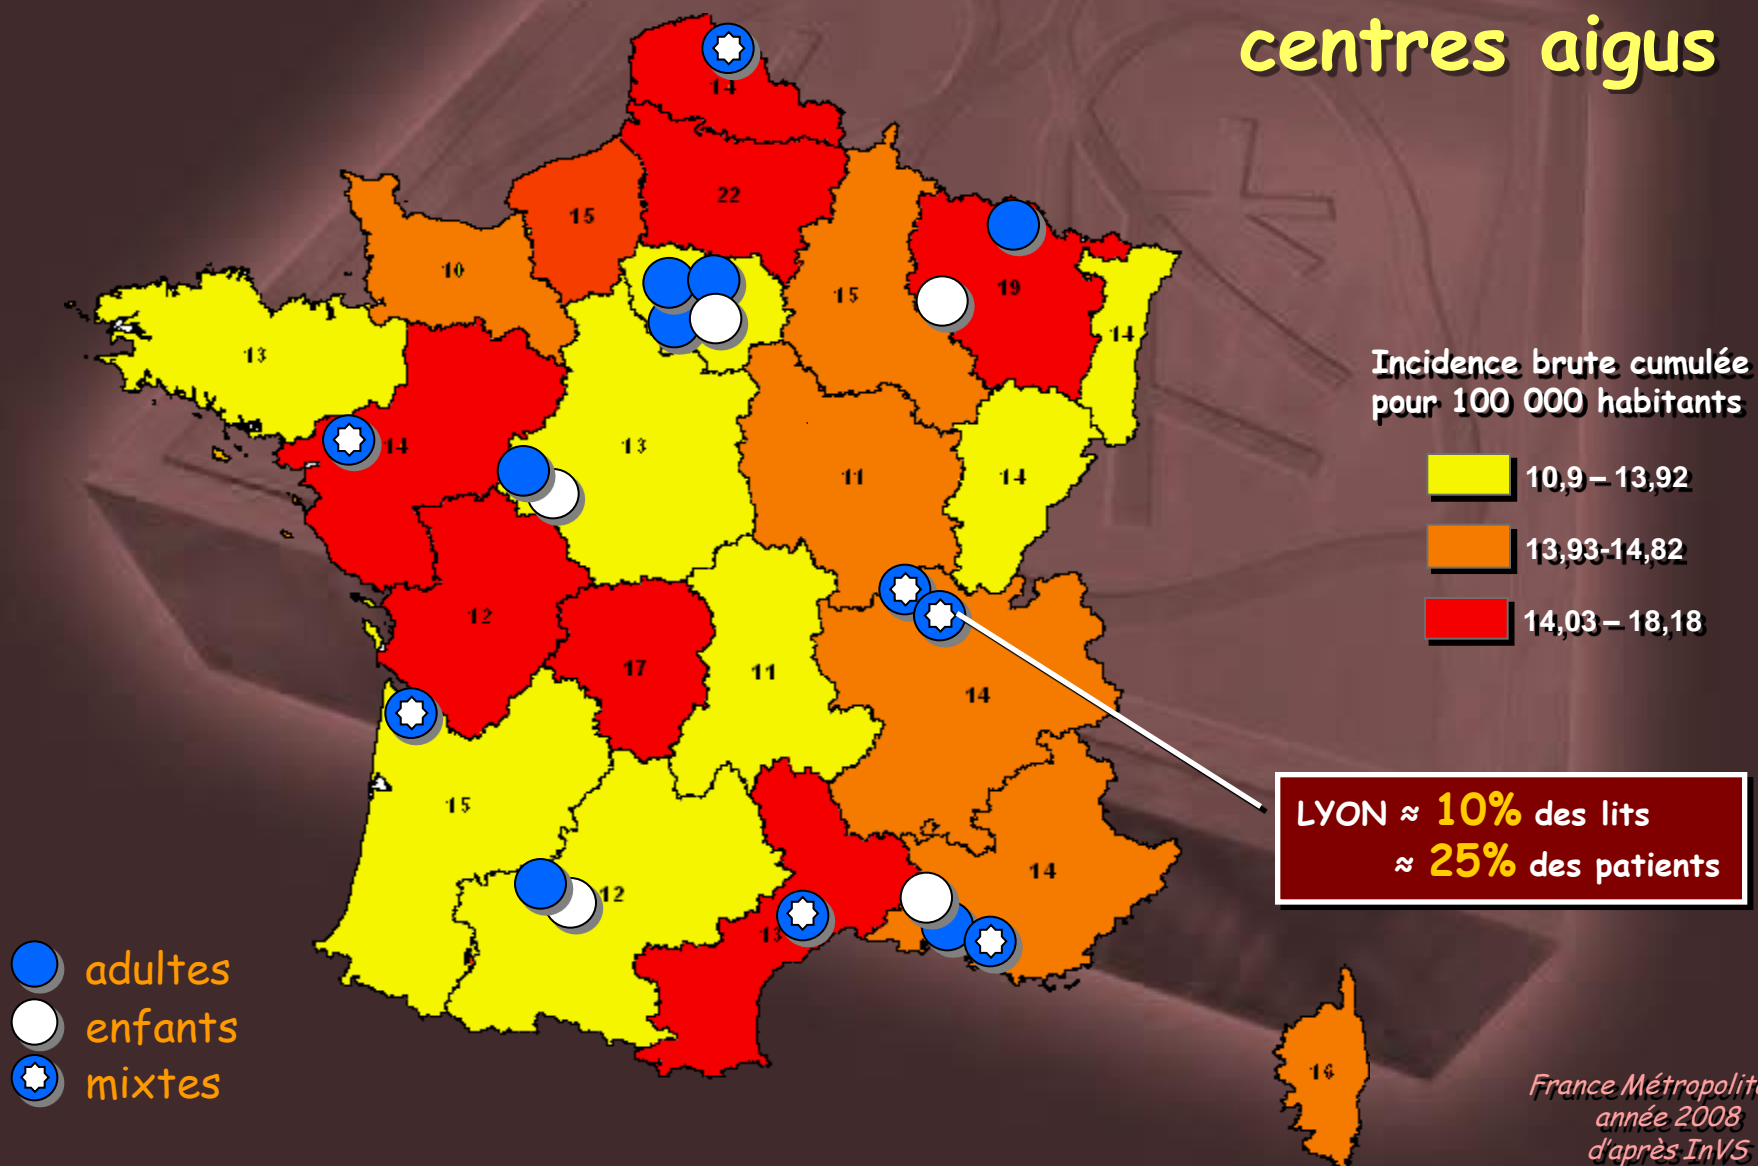 centres aigus
14
22
15
10
15
19
14
13
14
13
11
14
12
17
11
14
15
12
14
13
16
Incidence brute cumulée
pour 100 000 habitants
10,9 – 13,92
13,93-14,82
14,03 – 18,18
LYON ≈ 10% des lits
≈ 25% des patients
adultes
enfants
mixtes
France Métropolit
année 2008
d'après InVS